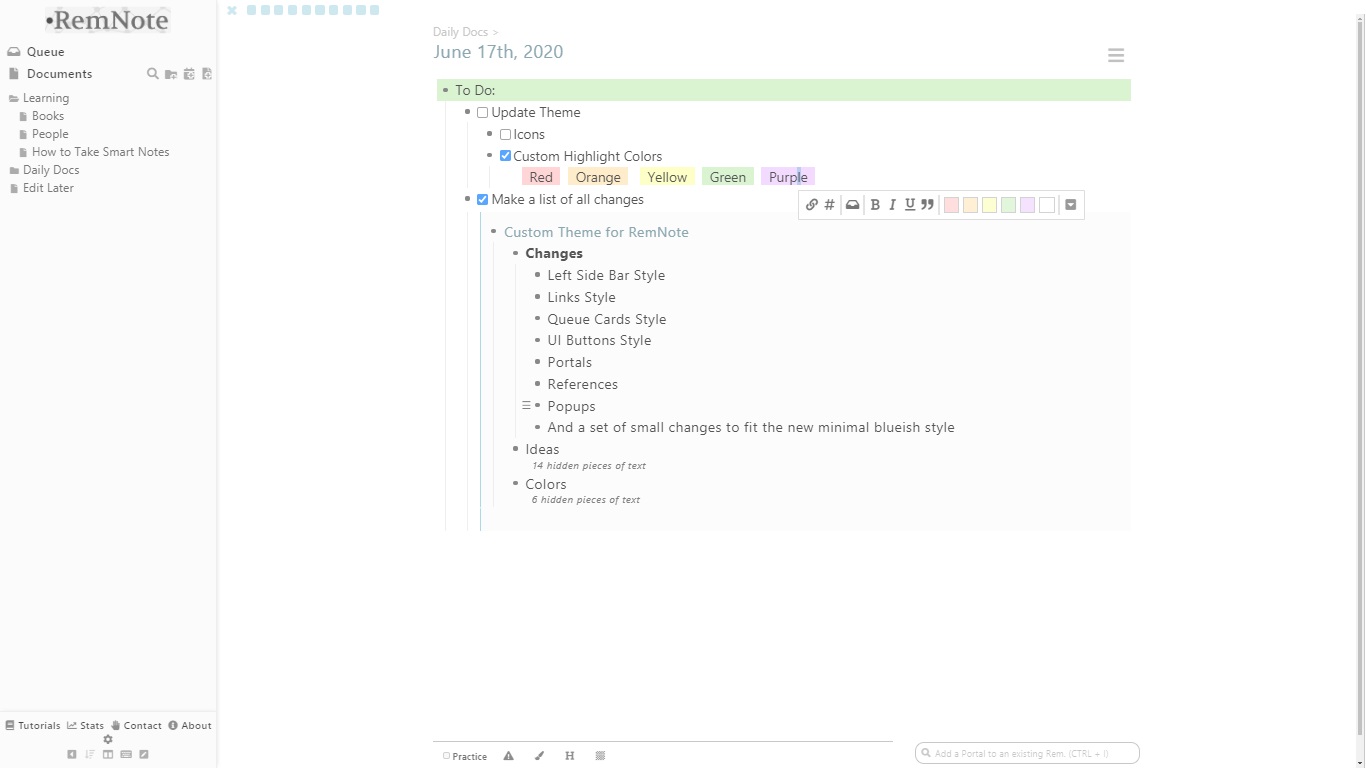 •RemNote
Queue
Documents
Learning
Books
People
How to Take Smart Notes
Daily Docs
Edit Later
Tutorials Stats Contact About
Daily Docs >
June 17th, 2020
To Do:
Update Theme
Icons
Custom Highlight Colors
Red Orange Yellow Green Purple
Make a list of all changes
# B I U
Custom Theme for RemNote
Changes
Left Side Bar Style
Links Style
Queue Cards Style
UI Buttons Style
Portals
References
Popups
And a set of small changes to fit the new minimal blueish style
Ideas
14 hidden pieces of text
Colors
6 hidden pieces of text
Practice H
Add a Portal to an existing Rem. (CTRL + I)